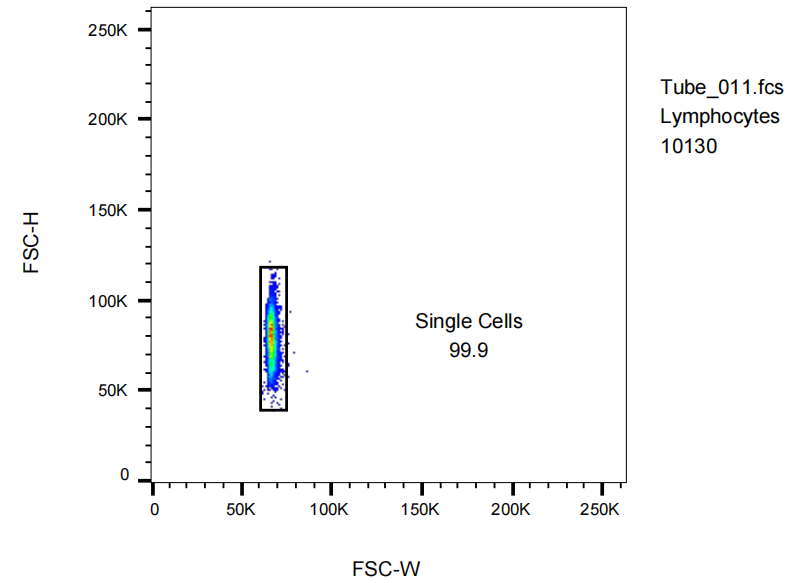 250K
200K
150K
100K
50K
0
FSC-H
Single Cells
99.9
0
50K
100K
150K
200K
250K
FSC-W
Tube_011.fcs
Lymphocytes
10130